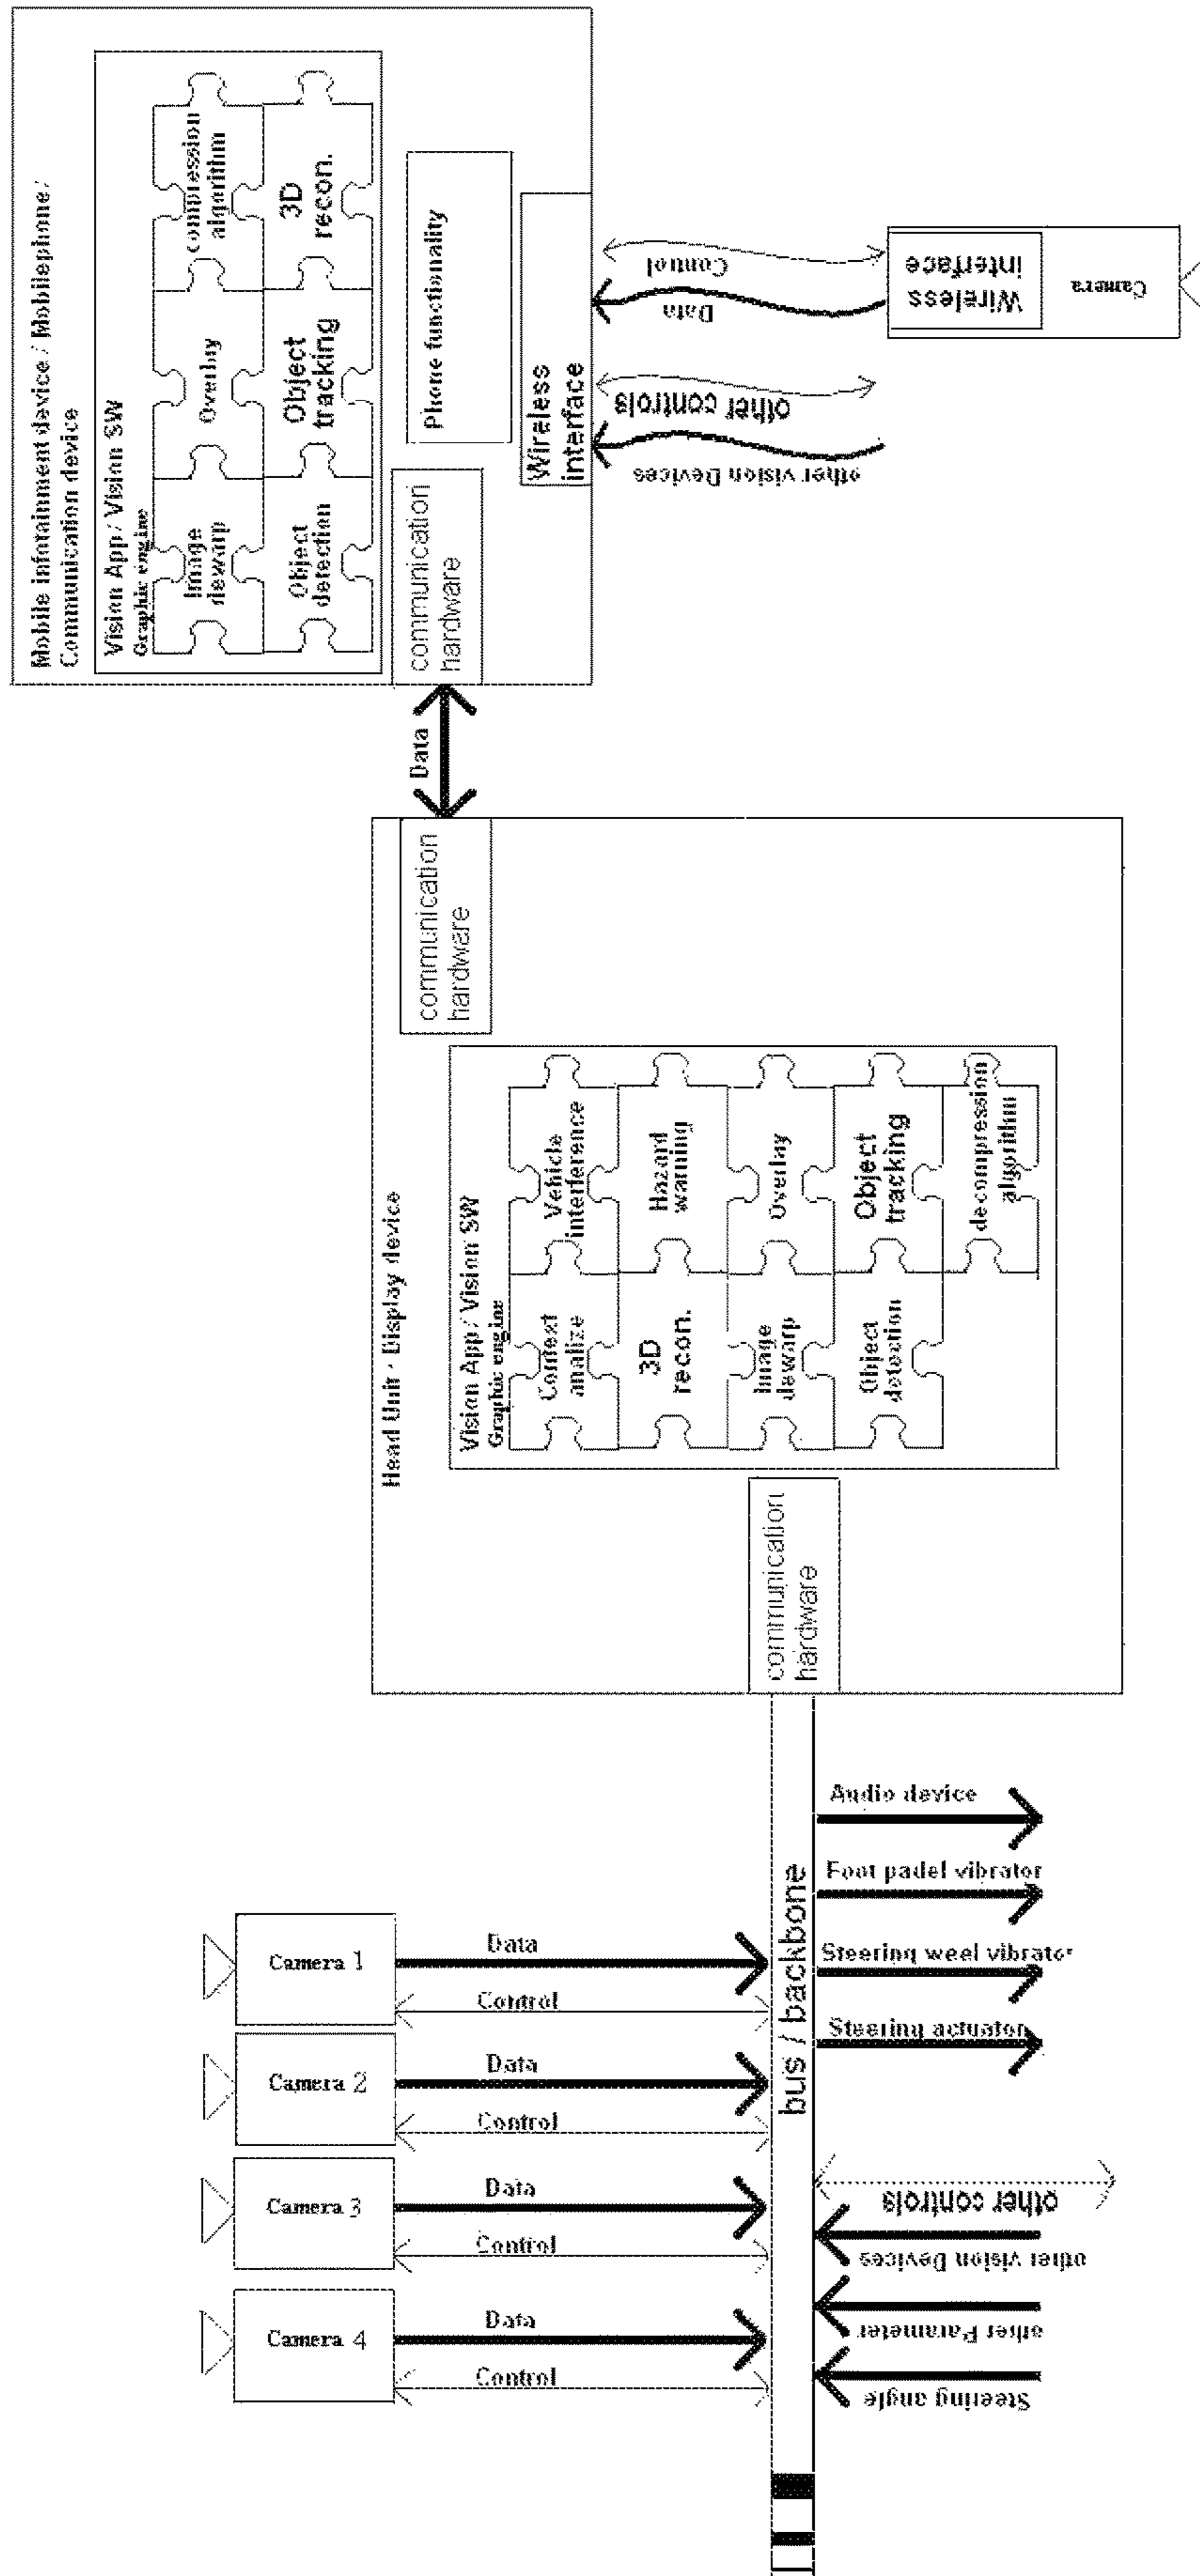 Mobile infotainment device / Mobilephone /
Communication device
Vision App / Vision SW
Graphic engine
Image
dewarp
Overlay
compression
algorithm
Object
detection
Object
tracking
3D
recon.
communication
hardware
Phone functionality
Wireless
interface
Data
other vision Devices
other controls
Data
Control
Wireless
interface
Camera
Head Unit / Display device
communication
hardware
Vision App / Vision SW
Graphic engine
Context
analize
Vehicle
interference
3D
recon.
Hazard
warning
Image
dewarp
Overlay
Object
detection
Object
tracking
decompression
algorithm
communication
hardware
Camera 1
Data
Control
Camera 2
Data
Control
Camera 3
Data
Control
Camera 4
Data
Control
bus / backbone
Audio device
Foot padel vibrator
Steering weel vibrator
Steering actuator
other controls
other vision Devices
other Parameter
Steering angle